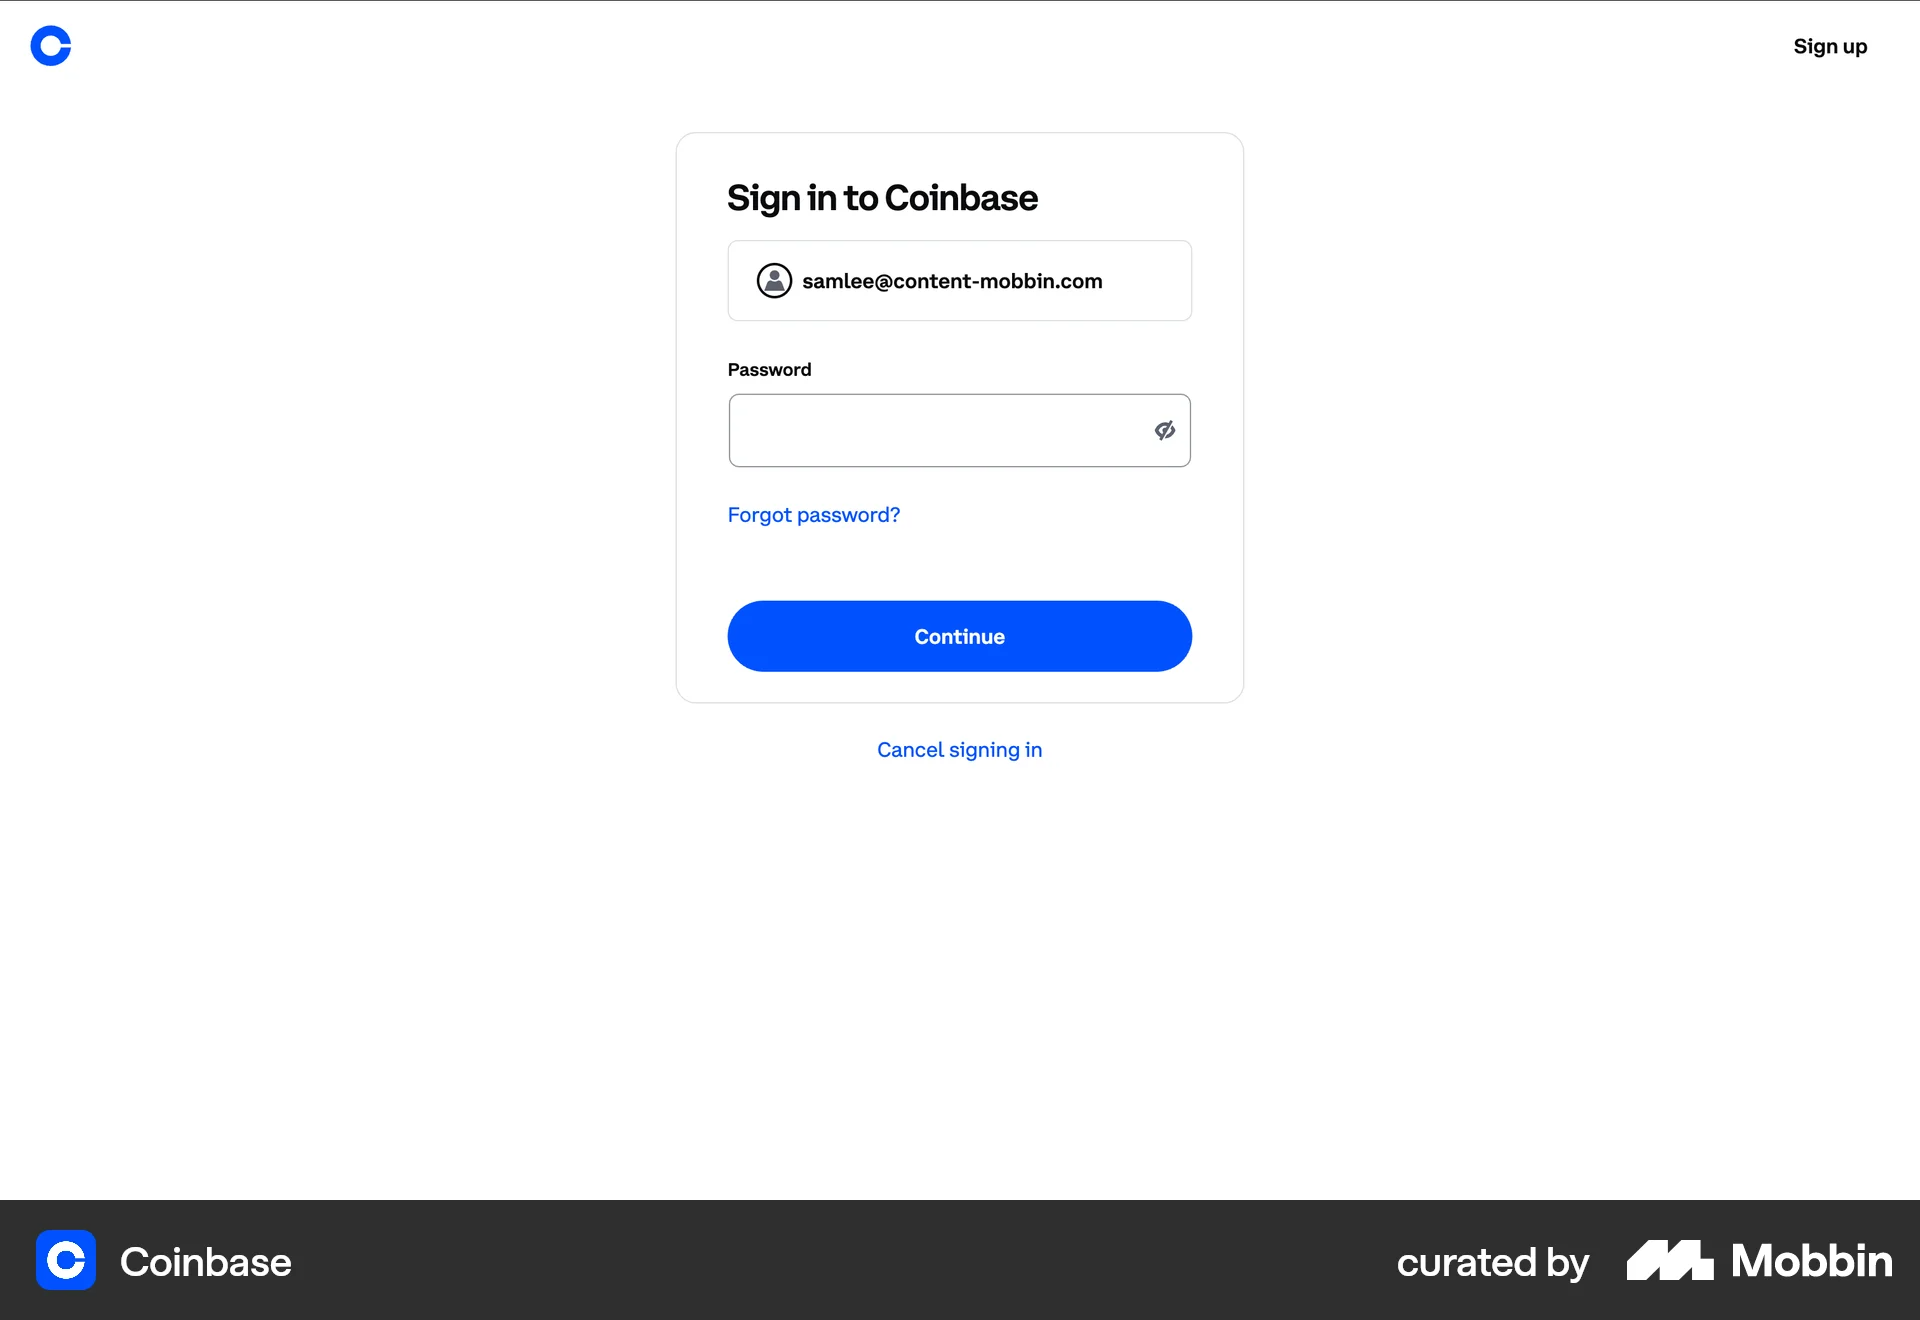 Sign up
Sign in to Coinbase
samlee@content-mobbin.com
Password
Forgot password?
Continue
Cancel signing in
Coinbase
curated by Mobbin